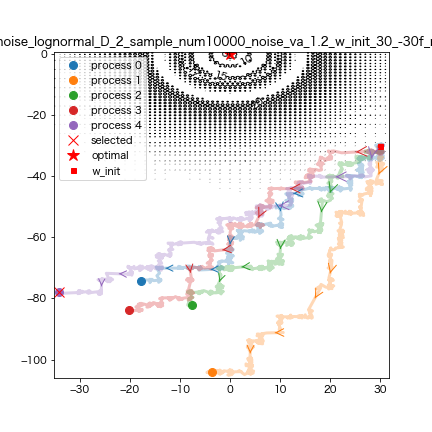 noise_lognormal_D_2_sample_num10000_noise_va_1.2_w_init_30_-30f_
process 0
process 1
process 2
process 3
process 4
selected
optimal
w_init
0
−20
−40
−60
−80
−100
−30
−20
−10
0
10
20
30